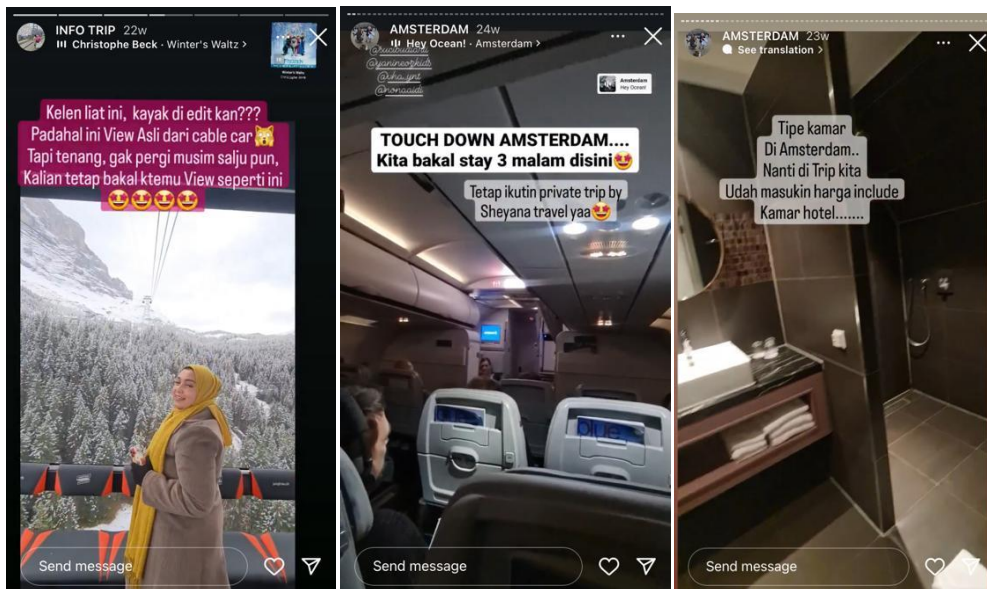 INFO TRIP 22w
Christophe Beck · Winter's Waltz >
Kelen liat ini, kayak di edit kan???
Padahal ini View Asli dari cable car
Tapi tenang, gak pergi musim salju pun,
Kalian tetap bakal ktemu View seperti ini
Send message
AMSTERDAM 24w
Hey Ocean! · Amsterdam >
@nonaaidi
Amsterdam
Hey Ocean!
TOUCH DOWN AMSTERDAM....
Kita bakal stay 3 malam disini
Tetap ikutin private trip by
Sheyana travel yaa
blue
Send message
AMSTERDAM 23w
See translation >
Tipe kamar
Di Amsterdam..
Nanti di Trip kita
Udah masukin harga include
Kamar hotel.......
Send message